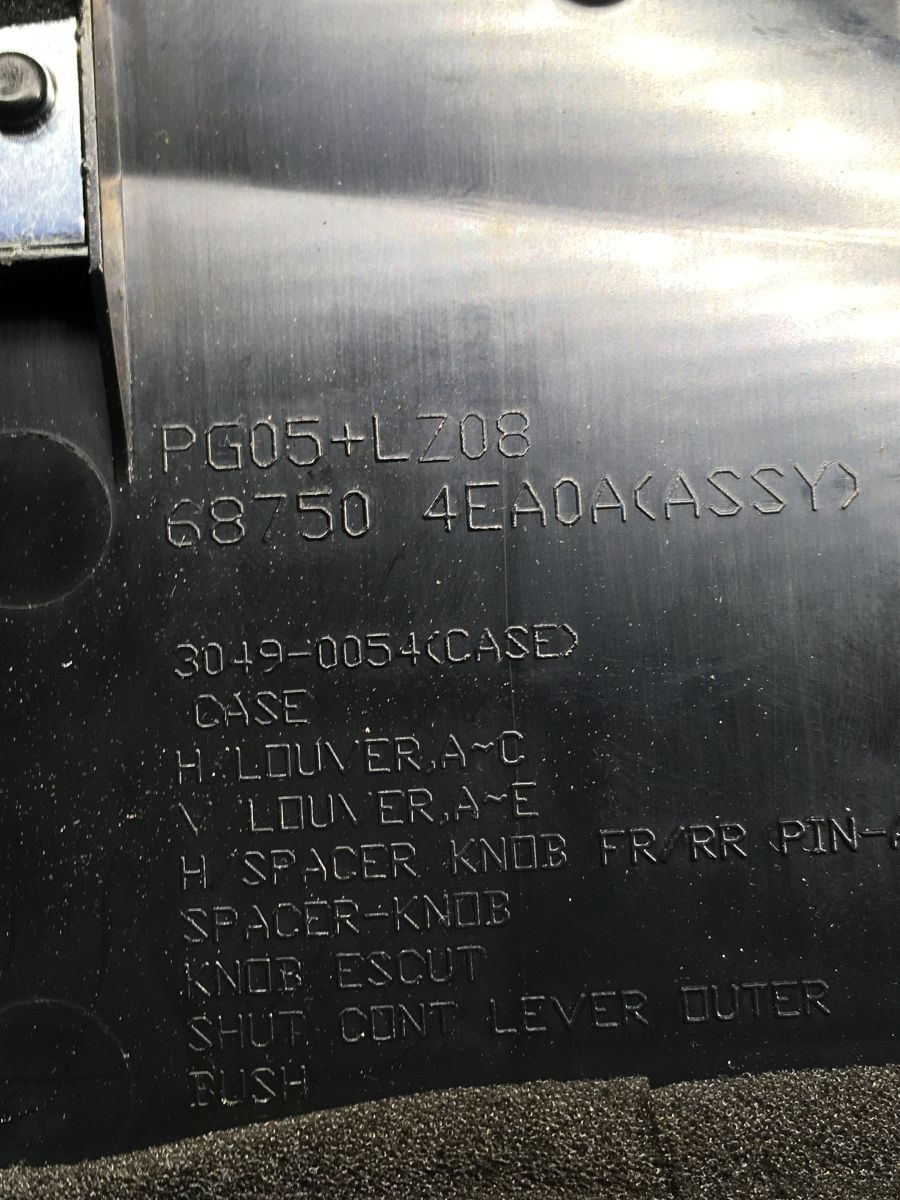 PG05+LZ08
68750 4EA0A(ASSY)
3049-0054(CASE)
CASE
H/LOUVER,A~C
V/LOUVER,A~E
H/SPACER KNOB FR/RR PIN-
SPACER-KNOB
KNOB ESCUT
SHUT CONT LEVER OUTER
BUSH